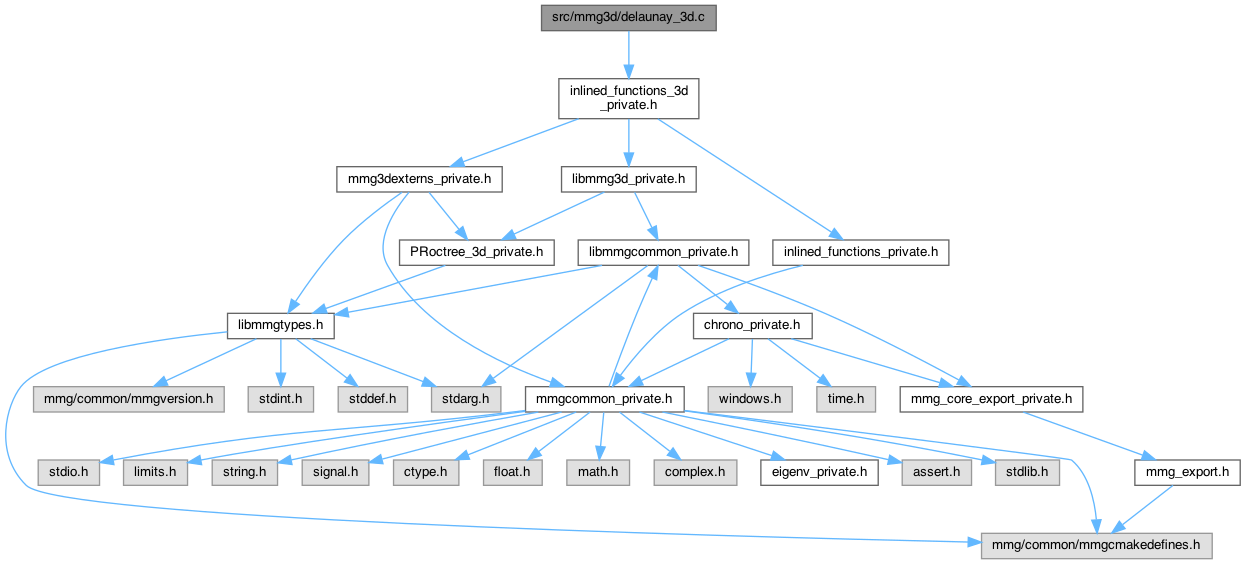 src/mmg3d/delaunay_3d.c
inlined_functions_3d
_private.h
mmg3dexterns_private.h
libmmg3d_private.h
PRoctree_3d_private.h
libmmgcommon_private.h
inlined_functions_private.h
libmmgtypes.h
chrono_private.h
mmg/common/mmgversion.h
stdint.h
stddef.h
stdarg.h
mmgcommon_private.h
windows.h
time.h
mmg_core_export_private.h
stdio.h
limits.h
string.h
signal.h
ctype.h
float.h
math.h
complex.h
eigenv_private.h
assert.h
stdlib.h
mmg_export.h
mmg/common/mmgcmakedefines.h